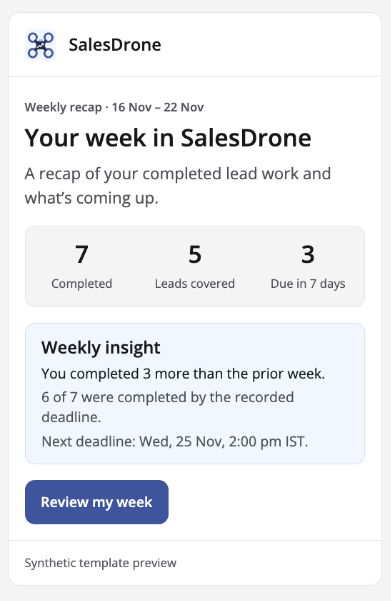 SalesDrone
Weekly recap · 16 Nov – 22 Nov
Your week in SalesDrone
A recap of your completed lead work and
what’s coming up.
7 5 3
Completed Leads covered Due in 7 days
Weekly insight
You completed 3 more than the prior week.
6 of 7 were completed by the recorded
deadline.
Next deadline: Wed, 25 Nov, 2:00 pm IST.
Review my week
Synthetic template preview